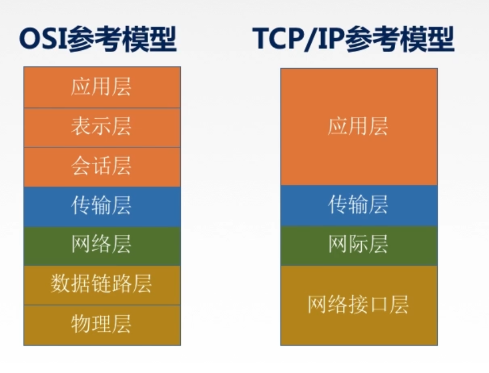 OSI参考模型
应用层
表示层
会话层
传输层
网络层
数据链路层
物理层
TCP/IP参考模型
应用层
传输层
网际层
网络接口层